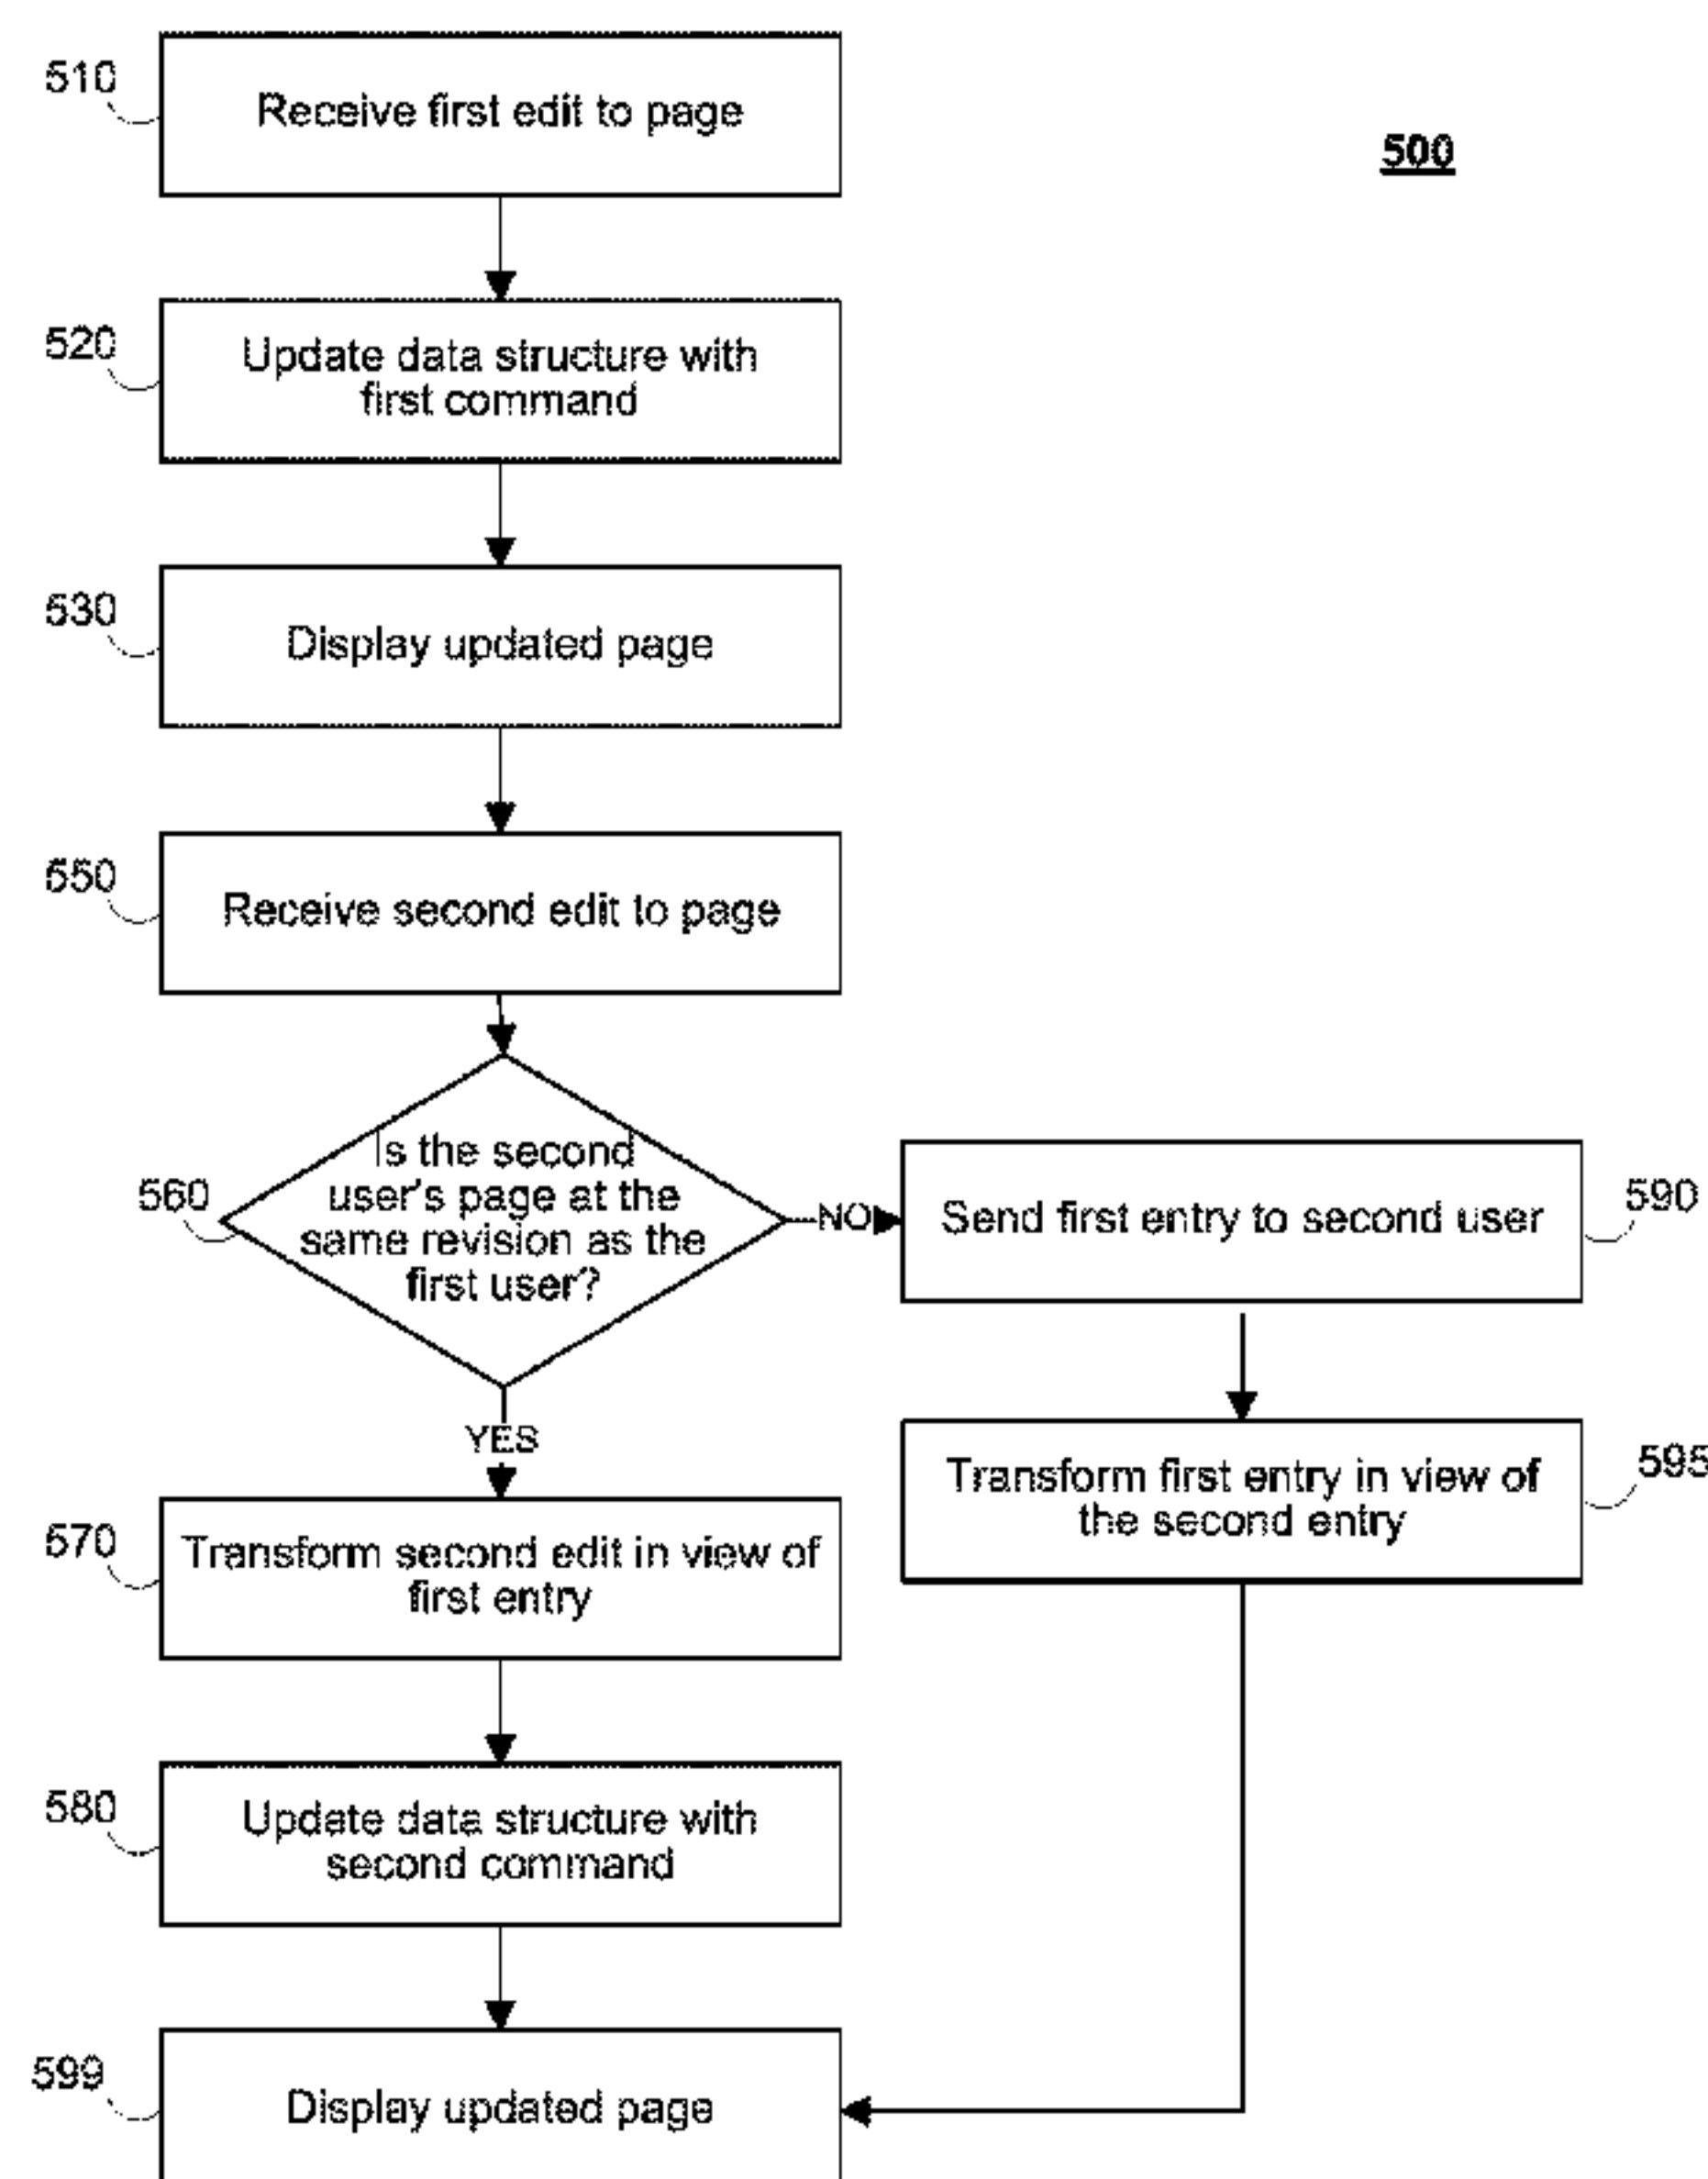 510
Receive first edit to page
500
520
Update data structure with
first command
530
Display updated page
550
Receive second edit to page
560
Is the second
user's page at the
same revision as the
first user?
NO
Send first entry to second user
590
YES
Transform first entry in view of
the second entry
595
570
Transform second edit in view of
first entry
580
Update data structure with
second command
599
Display updated page